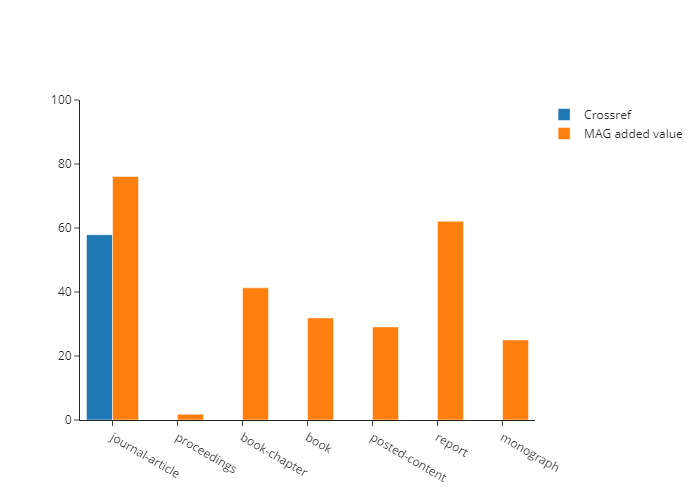 100
80
60
40
20
0
journal-article
proceedings
book-chapter
book
posted-content
report
monograph
Crossref
MAG added value